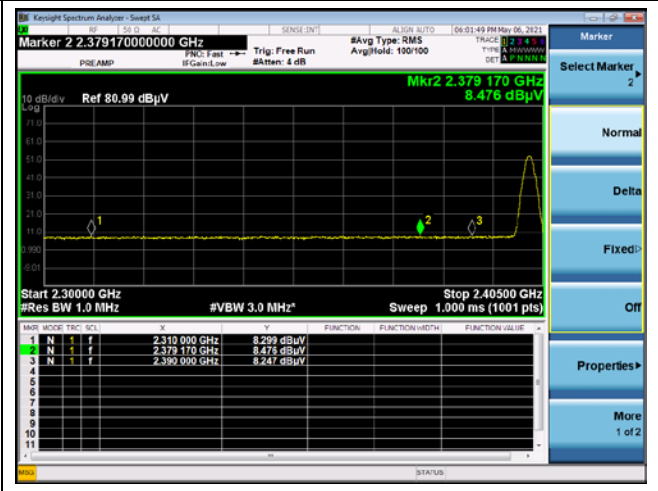 Keysight Spectrum Analyzer - Swept SA
RF 50 Ω AC SENSE:INT ALIGN AUTO 06:01:49 PM May 06, 2021
Marker 2 2.379170000000 GHz
PNO: Fast
IFGain:Low
PREAMP
Trig: Free Run
#Atten: 4 dB
#Avg Type: RMS
Avg|Hold: 100/100
TRACE 1 2 3 4 5 6
TYPE
DET A P N N N N
Mkr2 2.379 170 GHz
8.476 dBµV
10 dB/div Ref 80.99 dBµV
Log
71.0
61.0
51.0
41.0
31.0
21.0
11.0
0.990
-9.01
1
2
3
Start 2.30000 GHz Stop 2.40500 GHz
#Res BW 1.0 MHz #VBW 3.0 MHz* Sweep 1.000 ms (1001 pts)
MKR MODE TRC SCL X Y FUNCTION FUNCTION WIDTH FUNCTION VALUE
1 N 1 f 2.310 000 GHz 8.299 dBµV
2 N 1 f 2.379 170 GHz 8.476 dBµV
3 N 1 f 2.390 000 GHz 8.247 dBµV
4
5
6
7
8
9
10
11
MSG STATUS
Marker
Select Marker
2
Normal
Delta
Fixed
Off
Properties
More
1 of 2